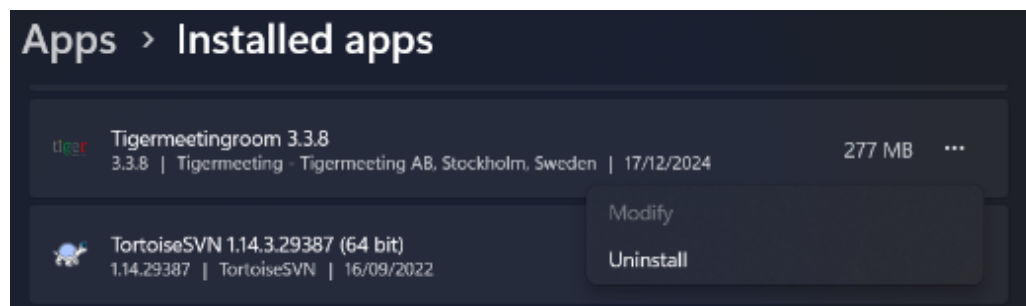 Apps > Installed apps
tiger
Tigermeetingroom 3.3.8
3.3.8 | Tigermeeting - Tigermeeting AB, Stockholm, Sweden | 17/12/2024
277 MB ...
Modify
TortoiseSVN 1.14.3.29387 (64 bit)
1.14.29387 | TortoiseSVN | 16/09/2022
Uninstall